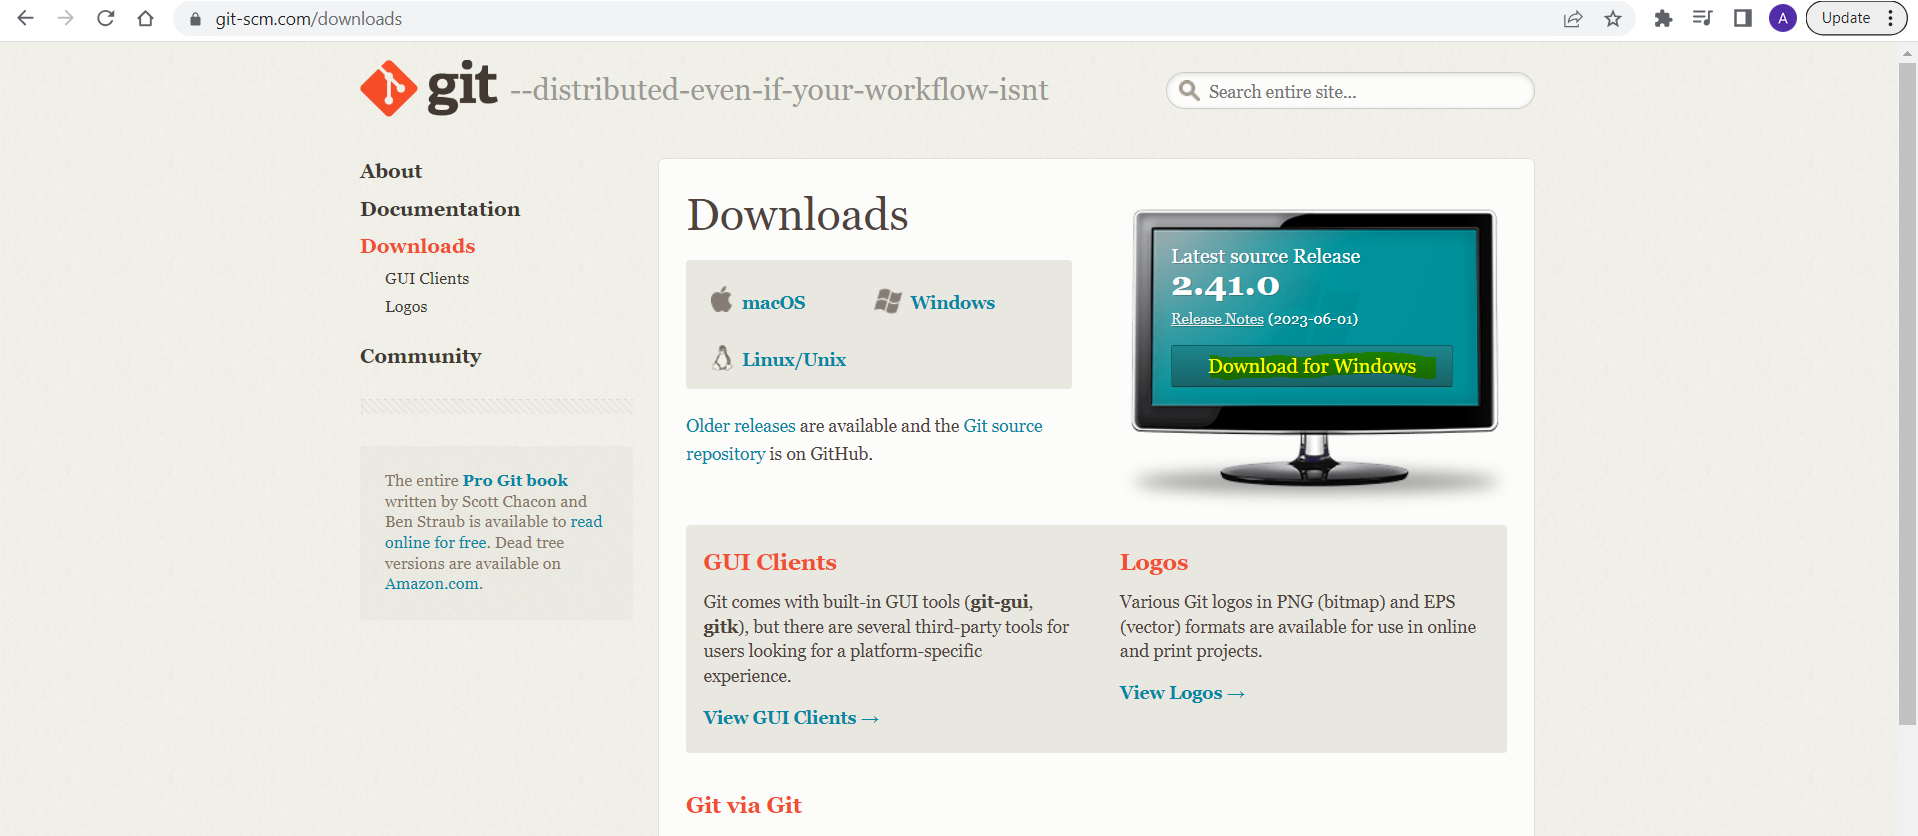 git-scm.com/downloads
A
Update
git --distributed-even-if-your-workflow-isnt
Search entire site...
About
Documentation
Downloads
GUI Clients
Logos
Community
The entire Pro Git book
written by Scott Chacon and
Ben Straub is available to read
online for free. Dead tree
versions are available on
Amazon.com.
Downloads
macOS
Windows
Linux/Unix
Older releases are available and the Git source
repository is on GitHub.
Latest source Release
2.41.0
Release Notes (2023-06-01)
Download for Windows
GUI Clients
Git comes with built-in GUI tools (git-gui,
gitk), but there are several third-party tools for
users looking for a platform-specific
experience.
View GUI Clients →
Logos
Various Git logos in PNG (bitmap) and EPS
(vector) formats are available for use in online
and print projects.
View Logos →
Git via Git